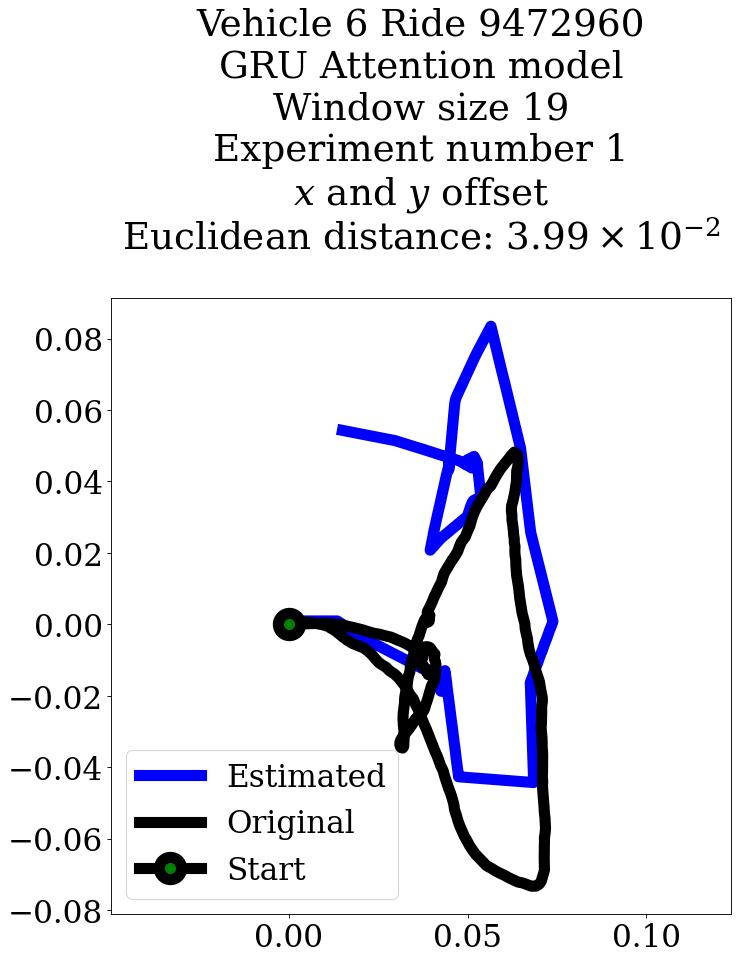 Vehicle 6 Ride 9472960
GRU Attention model
Window size 19
Experiment number 1
x and y offset
Euclidean distance: 3.99 × 10⁻²
0.08
0.06
0.04
0.02
0.00
−0.02
−0.04
−0.06
−0.08
Estimated
Original
Start
0.00 0.05 0.10